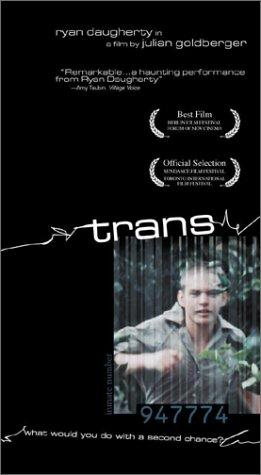 ryan daugherty in
a film by julian goldberger
"Remarkable...a haunting performance
from Ryan Daugherty"
—Amy Taubin, Village Voice
Best Film
BERLIN FILM FESTIVAL
FORUM OF NEW CINEMA
Official Selection
SUNDANCE FILM FESTIVAL
TORONTO INTERNATIONAL
FILM FESTIVAL
trans
inmate number
947774
what would you do with a second chance?